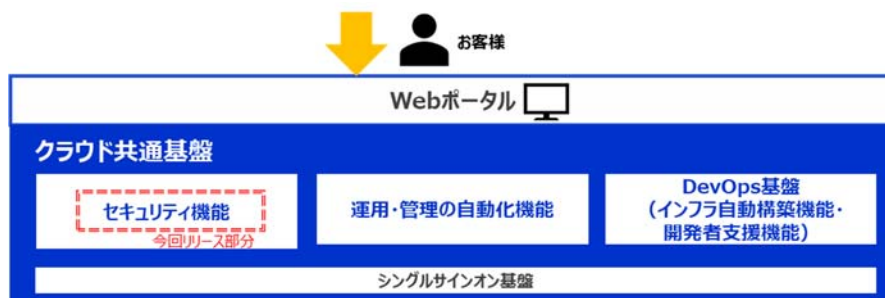 お客様
Webポータル
クラウド共通基盤
セキュリティ機能
今回リリース部分
運用・管理の自動化機能
DevOps基盤
（インフラ自動構築機能・
開発者支援機能）
シングルサインオン基盤